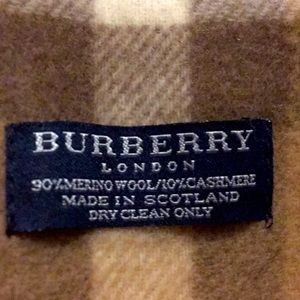 BURBERRY
LONDON
90%MERINO WOOL/10%CASHMERE
MADE IN SCOTLAND
DRY CLEAN ONLY